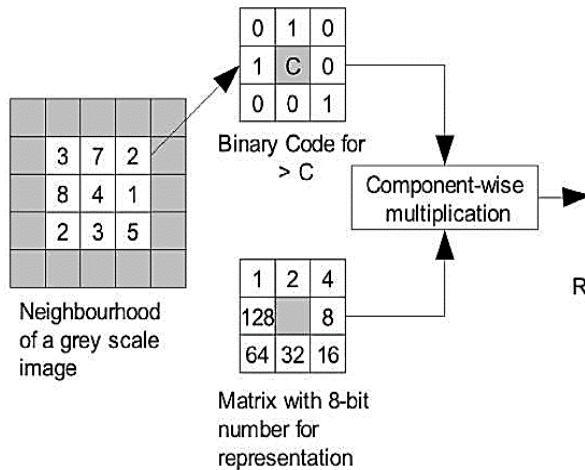 0 1 0
1 C 0
0 0 1
Binary Code for
> C
3 7 2
8 4 1
2 3 5
Neighbourhood
of a grey scale
image
Component-wise
multiplication
R
1 2 4
128 8
64 32 16
Matrix with 8-bit
number for
representation